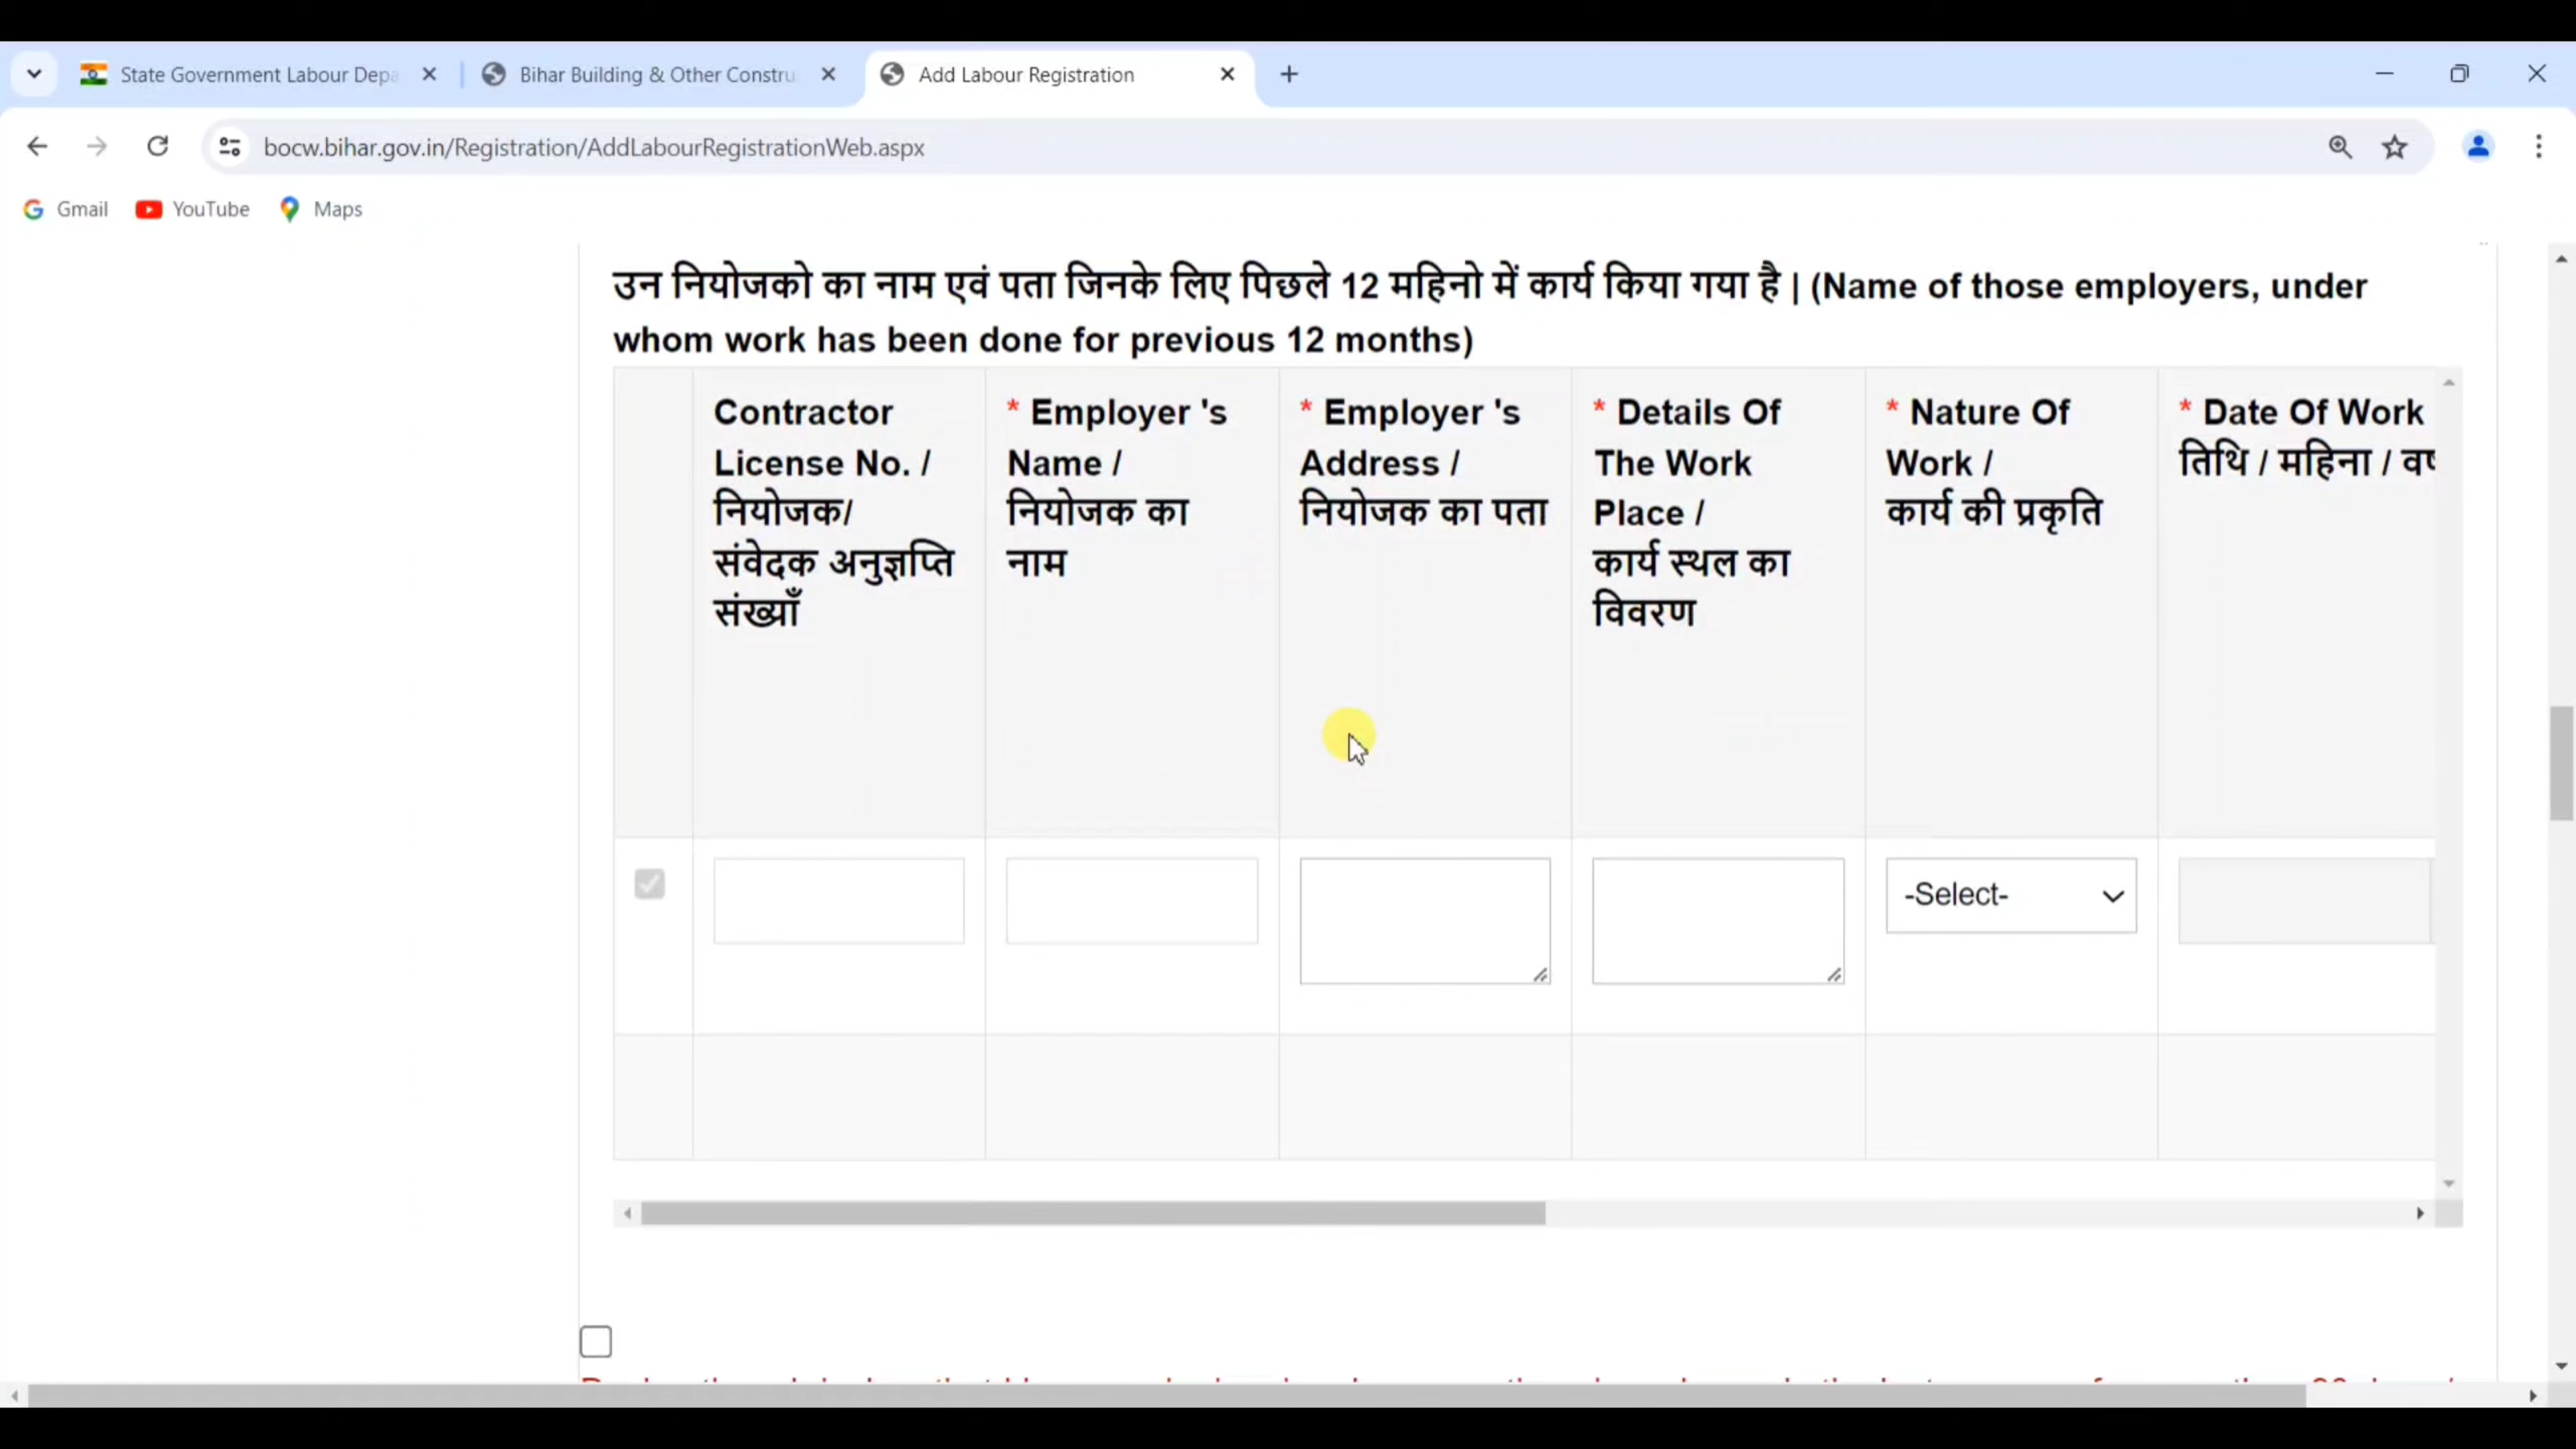 State Government Labour Depa
Bihar Building & Other Constru
Add Labour Registration
bocw.bihar.gov.in/Registration/AddLabourRegistrationWeb.aspx
Gmail
YouTube
Maps
उन नियोजको का नाम एवं पता जिनके लिए पिछले 12 महिनो में कार्य किया गया है | (Name of those employers, under
whom work has been done for previous 12 months)
Contractor
License No. /
नियोजक/
संवेदक अनुज्ञप्ति
संख्याँ
* Employer 's
Name /
नियोजक का
नाम
* Employer 's
Address /
नियोजक का पता
* Details Of
The Work
Place /
कार्य स्थल का
विवरण
* Nature Of
Work /
कार्य की प्रकृति
* Date Of Work
तिथि / महिना /
-Select-